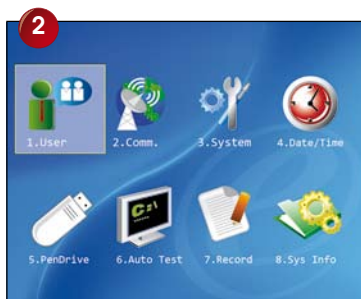 2
1.User 2.Comm. 3.System 4.Date/Time
C:\
5.PenDrive 6.Auto Test 7.Record 8.Sys Info